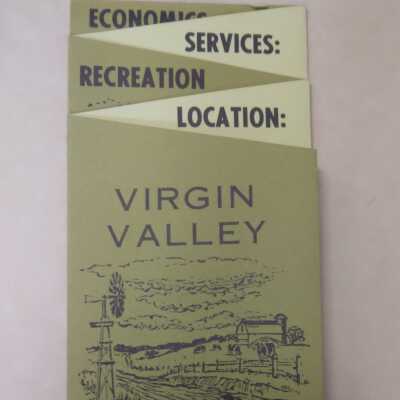 ECONOMICS
SERVICES:
RECREATION
LOCATION:
VIRGIN
VALLEY